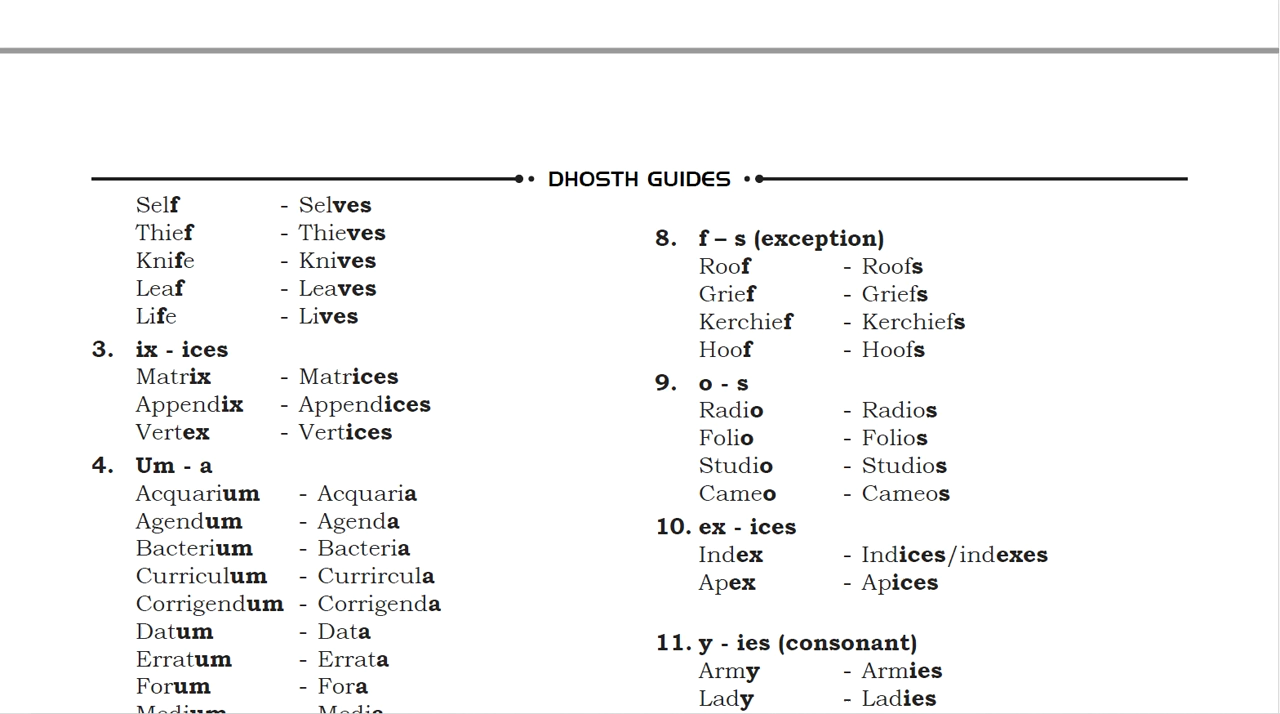 DHOSTH GUIDES
Self - Selves
Thief - Thieves
Knife - Knives
Leaf - Leaves
Life - Lives
3. ix - ices
Matrix - Matrices
Appendix - Appendices
Vertex - Vertices
4. Um - a
Acquarium - Acquaria
Agendum - Agenda
Bacterium - Bacteria
Curriculum - Currircula
Corrigendum - Corrigenda
Datum - Data
Erratum - Errata
Forum - Fora
Medium - Media
8. f – s (exception)
Roof - Roofs
Grief - Griefs
Kerchief - Kerchiefs
Hoof - Hoofs
9. o - s
Radio - Radios
Folio - Folios
Studio - Studios
Cameo - Cameos
10. ex - ices
Index - Indices/indexes
Apex - Apices
11. y - ies (consonant)
Army - Armies
Lady - Ladies